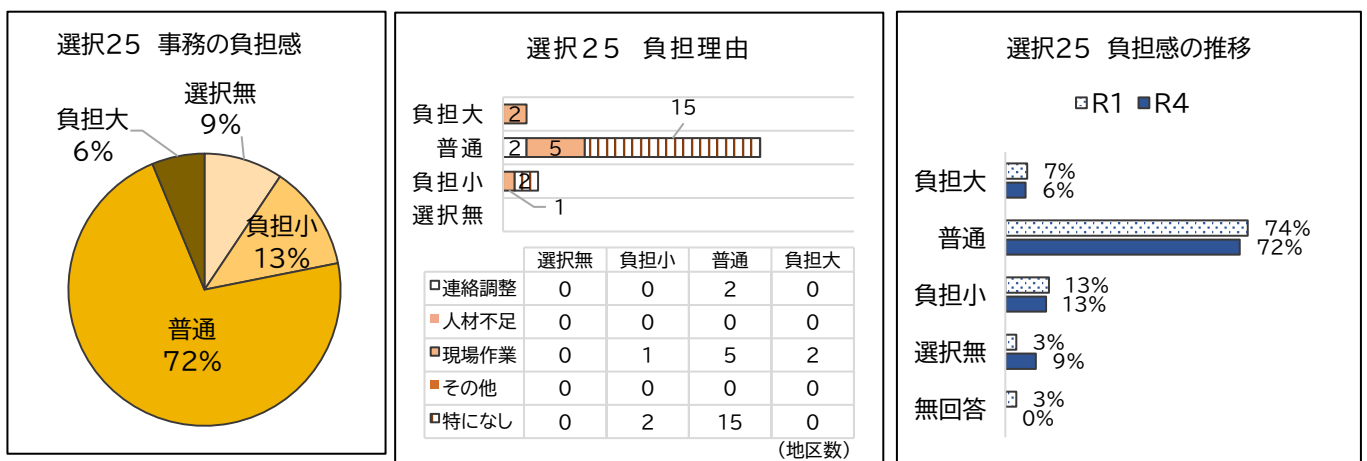 選択25 事務の負担感
選択無
9%
負担大
6%
負担小
13%
普通
72%
選択25 負担理由
負担大
2
15
普通
2
5
負担小
2
1
選択無
選択無 負担小 普通 負担大
連絡調整 0 0 2 0
人材不足 0 0 0 0
現場作業 0 1 5 2
その他 0 0 0 0
特になし 0 2 15 0
(地区数)
選択25 負担感の推移
R1 R4
負担大
7%
6%
普通
74%
72%
負担小
13%
13%
選択無
3%
9%
無回答
3%
0%